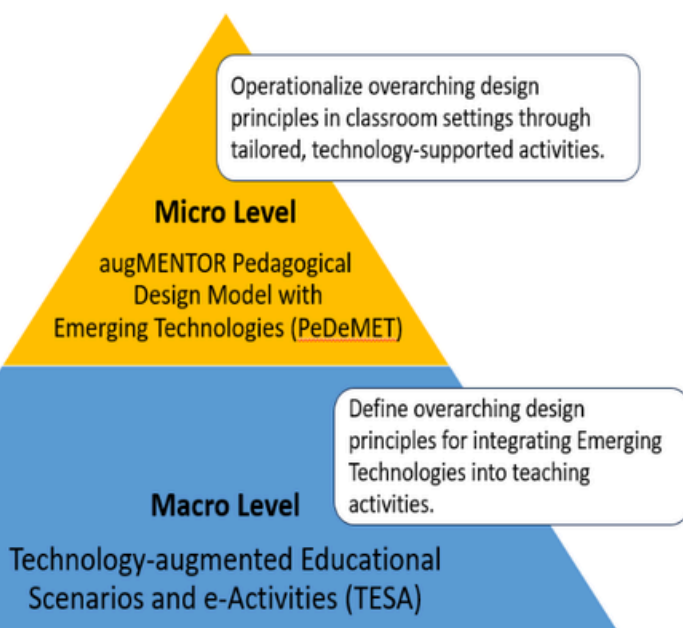 Operationalize overarching design
principles in classroom settings through
tailored, technology-supported activities.
Micro Level
augMENTOR Pedagogical
Design Model with
Emerging Technologies (PeDeMET)
Define overarching design
principles for integrating Emerging
Technologies into teaching
activities.
Macro Level
Technology-augmented Educational
Scenarios and e-Activities (TESA)